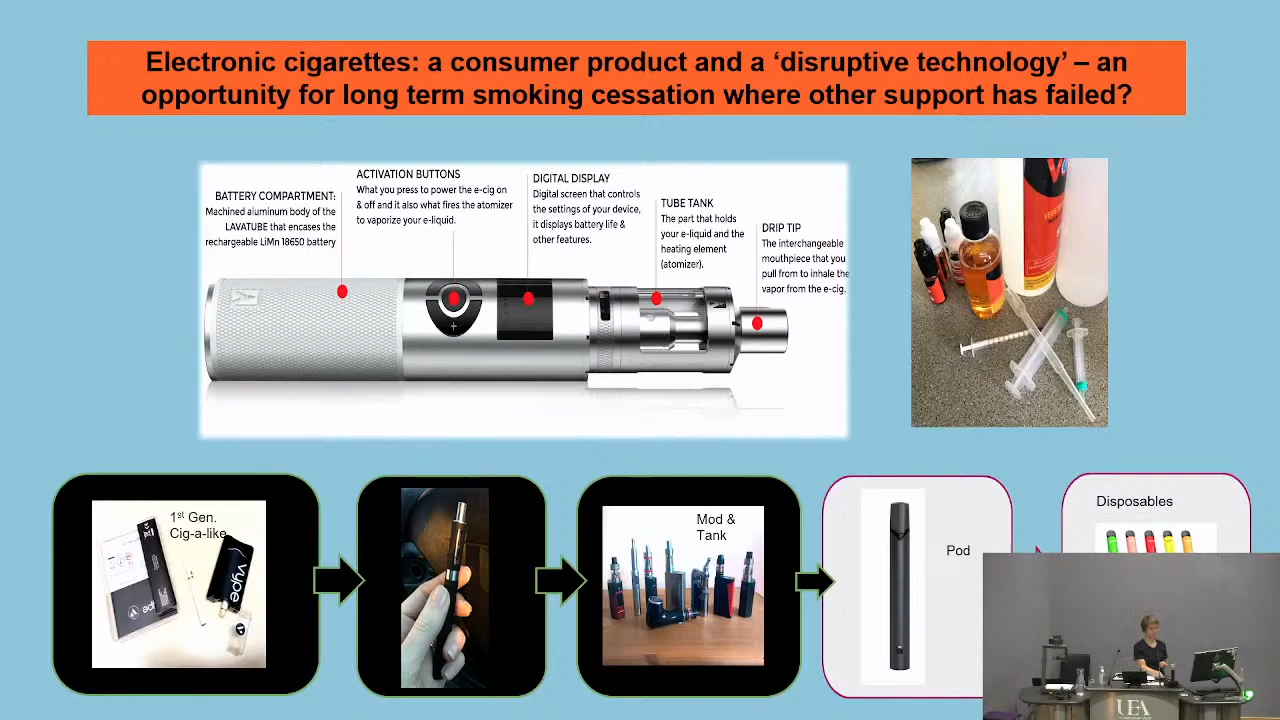 Electronic cigarettes: a consumer product and a ‘disruptive technology’ – an
opportunity for long term smoking cessation where other support has failed?
BATTERY COMPARTMENT:
Machined aluminum body of the
LAVATUBE that encases the
rechargeable LiMn 18650 battery
ACTIVATION BUTTONS
What you press to power the e-cig on
& off and it also what fires the atomizer
to vaporize your e-liquid.
DIGITAL DISPLAY
Digital screen that controls
the settings of your device,
it displays battery life &
other features.
TUBE TANK
The part that holds
your e-liquid and the
heating element
(atomizer).
DRIP TIP
The interchangeable
mouthpiece that you
pull from to inhale the
vapor from the e-cig.
1st Gen.
Cig-a-like
vype
Mod &
Tank
Pod
Disposables
UEA